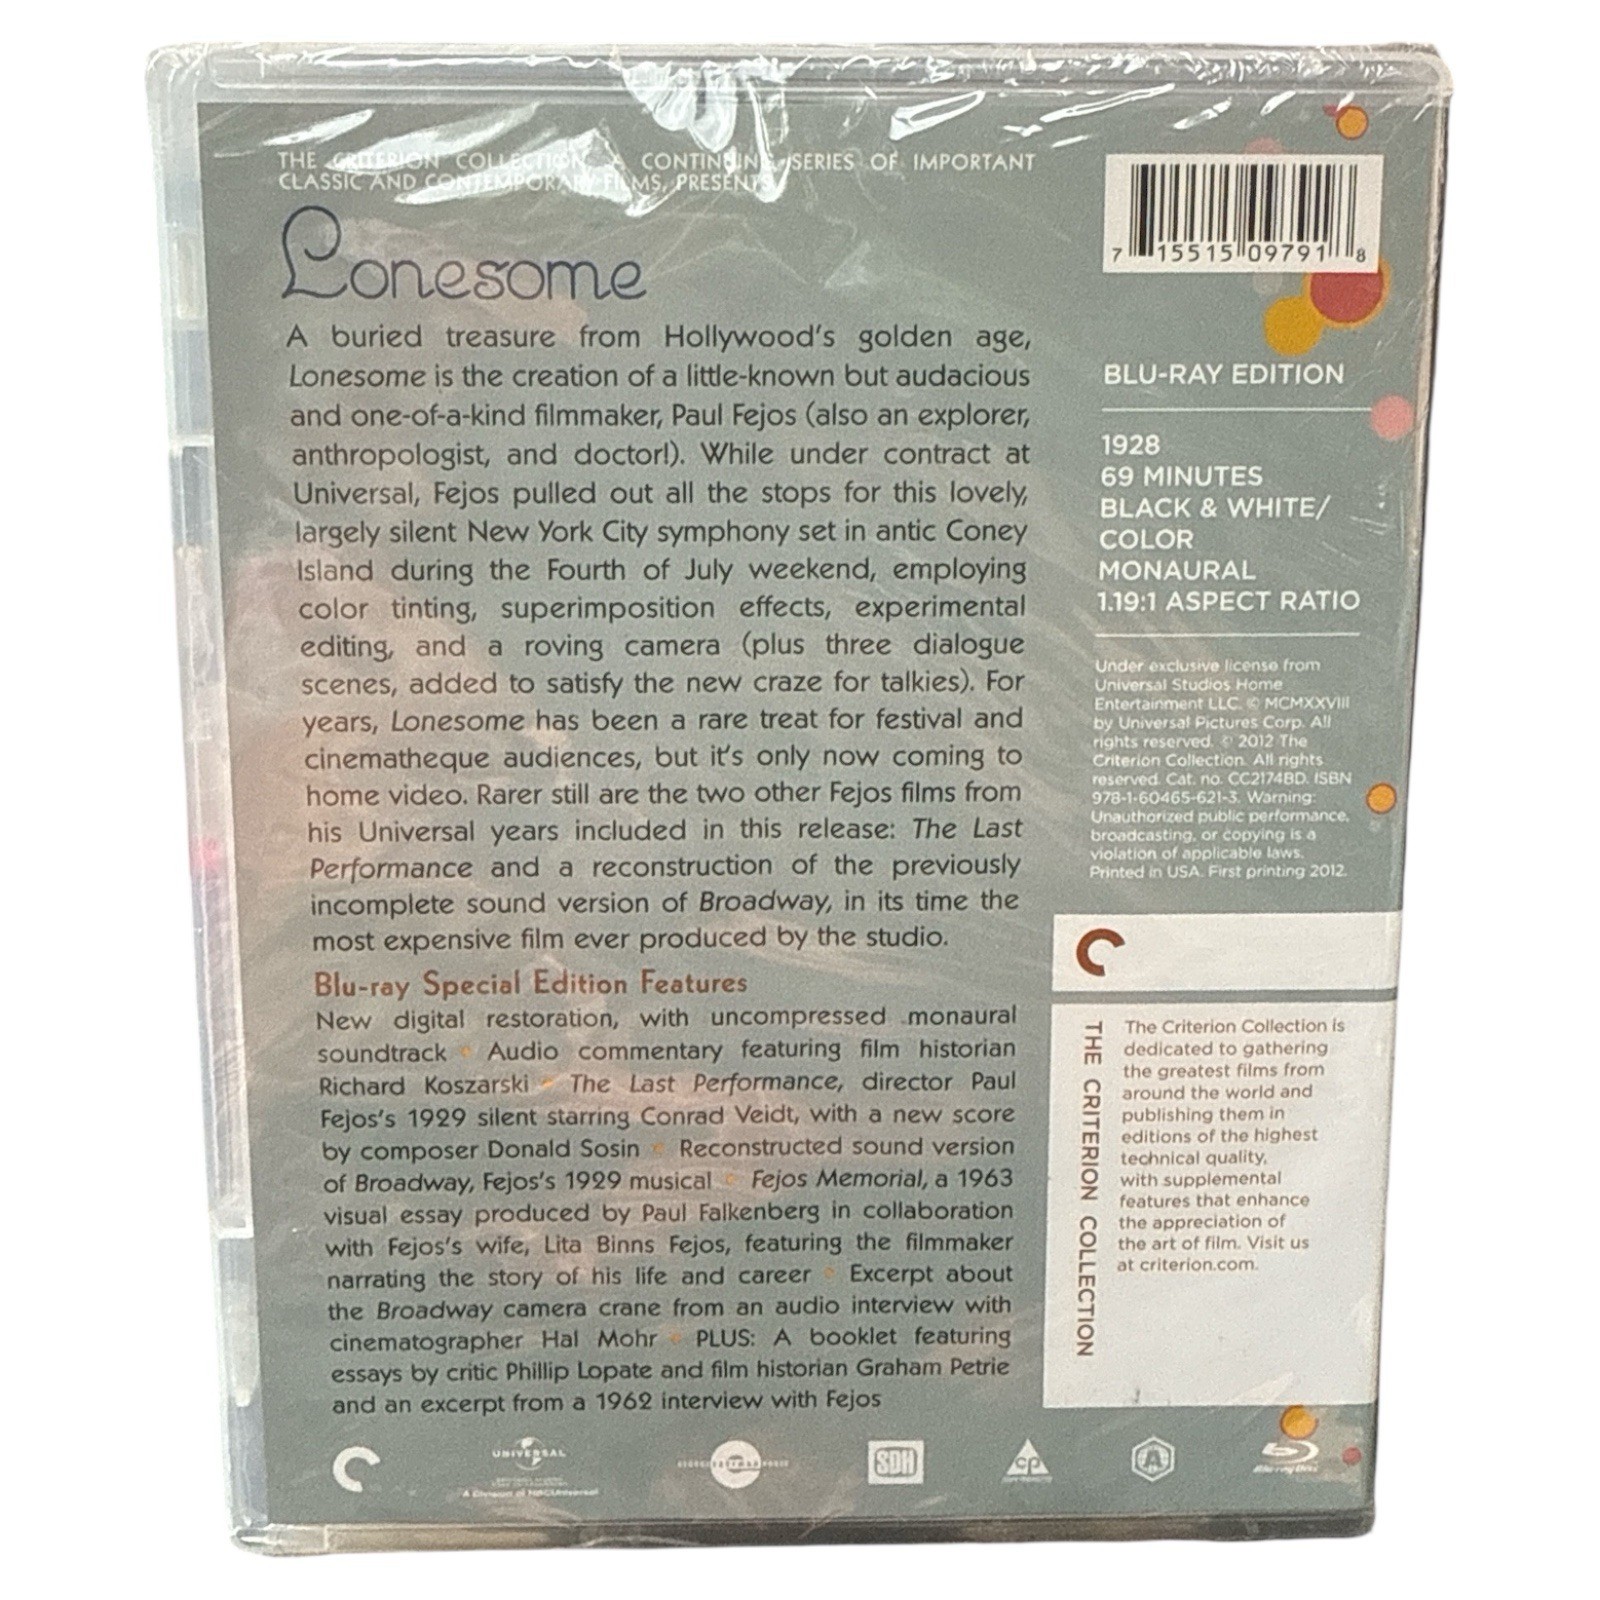 THE CRITERION COLLECTION, A CONTINUING SERIES OF IMPORTANT
CLASSIC AND CONTEMPORARY FILMS, PRESENTS
Lonesome
A buried treasure from Hollywood's golden age,
Lonesome is the creation of a little-known but audacious
and one-of-a-kind filmmaker, Paul Fejos (also an explorer,
anthropologist, and doctor!). While under contract at
Universal, Fejos pulled out all the stops for this lovely,
largely silent New York City symphony set in antic Coney
Island during the Fourth of July weekend, employing
color tinting, superimposition effects, experimental
editing, and a roving camera (plus three dialogue
scenes, added to satisfy the new craze for talkies). For
years, Lonesome has been a rare treat for festival and
cinematheque audiences, but it's only now coming to
home video. Rarer still are the two other Fejos films from
his Universal years included in this release: The Last
Performance and a reconstruction of the previously
incomplete sound version of Broadway, in its time the
most expensive film ever produced by the studio.
Blu-ray Special Edition Features
New digital restoration, with uncompressed monaural
soundtrack • Audio commentary featuring film historian
Richard Koszarski • The Last Performance, director Paul
Fejos's 1929 silent starring Conrad Veidt, with a new score
by composer Donald Sosin • Reconstructed sound version
of Broadway, Fejos's 1929 musical • Fejos Memorial, a 1963
visual essay produced by Paul Falkenberg in collaboration
with Fejos's wife, Lita Binns Fejos, featuring the filmmaker
narrating the story of his life and career • Excerpt about
the Broadway camera crane from an audio interview with
cinematographer Hal Mohr • PLUS: A booklet featuring
essays by critic Phillip Lopate and film historian Graham Petrie
and an excerpt from a 1962 interview with Fejos
7 15515 09791 8
BLU-RAY EDITION
1928
69 MINUTES
BLACK & WHITE/
COLOR
MONAURAL
1.19:1 ASPECT RATIO
Under exclusive license from
Universal Studios Home
Entertainment LLC. © MCMXXVIII
by Universal Pictures Corp. All
rights reserved. © 2012 The
Criterion Collection. All rights
reserved. Cat. no. CC2174BD. ISBN
978-1-60465-621-3. Warning:
Unauthorized public performance,
broadcasting, or copying is a
violation of applicable laws.
Printed in USA. First printing 2012.
THE CRITERION COLLECTION
The Criterion Collection is
dedicated to gathering
the greatest films from
around the world and
publishing them in
editions of the highest
technical quality,
with supplemental
features that enhance
the appreciation of
the art of film. Visit us
at criterion.com.
UNIVERSAL
A Division of NBCUniversal
SDH
cp
A
Blu-ray Disc